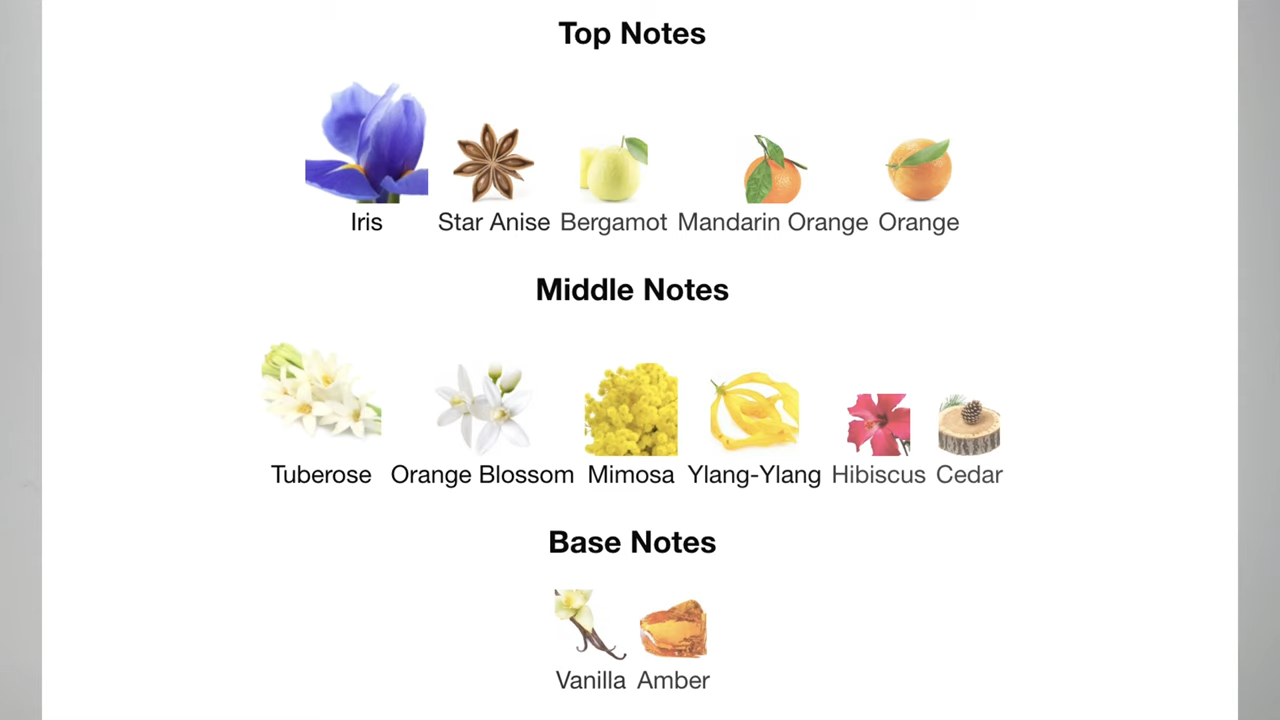 Top Notes
Iris Star Anise Bergamot Mandarin Orange Orange
Middle Notes
Tuberose Orange Blossom Mimosa Ylang-Ylang Hibiscus Cedar
Base Notes
Vanilla Amber